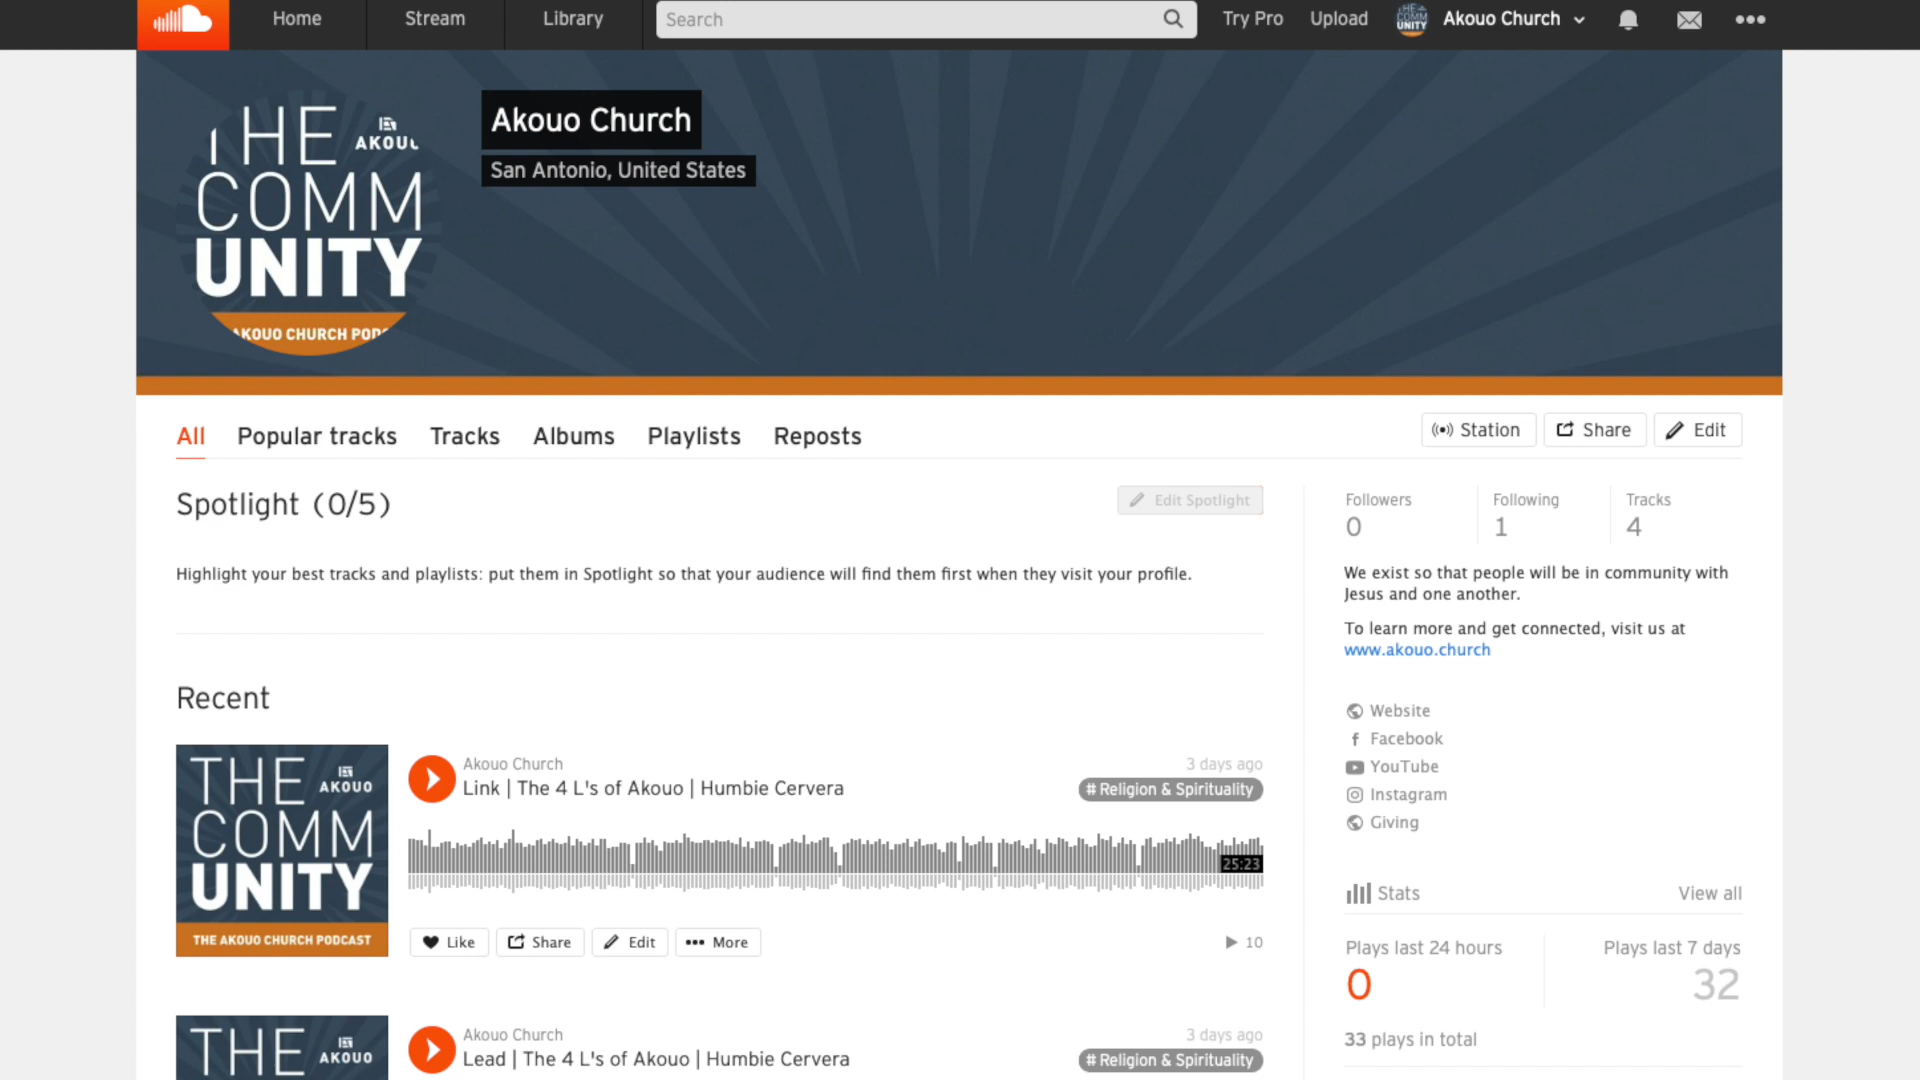 Home
Stream
Library
Search
Try Pro
Upload
THE COMM UNITY
Akouo Church
THE
AKOUO
COMM
UNITY
AKOUO CHURCH POD
Akouo Church
San Antonio, United States
All
Popular tracks
Tracks
Albums
Playlists
Reposts
Station
Share
Edit
Spotlight (0/5)
Edit Spotlight
Highlight your best tracks and playlists: put them in Spotlight so that your audience will find them first when they visit your profile.
Followers
0
Following
1
Tracks
4
We exist so that people will be in community with
Jesus and one another.
To learn more and get connected, visit us at
www.akouo.church
Website
Facebook
YouTube
Instagram
Giving
Stats
View all
Plays last 24 hours
0
Plays last 7 days
32
33 plays in total
Recent
THE
AKOUO
COMM
UNITY
THE AKOUO CHURCH PODCAST
Akouo Church
3 days ago
Link | The 4 L's of Akouo | Humbie Cervera
# Religion & Spirituality
25:23
Like
Share
Edit
More
10
THE
AKOUO
Akouo Church
3 days ago
Lead | The 4 L's of Akouo | Humbie Cervera
# Religion & Spirituality